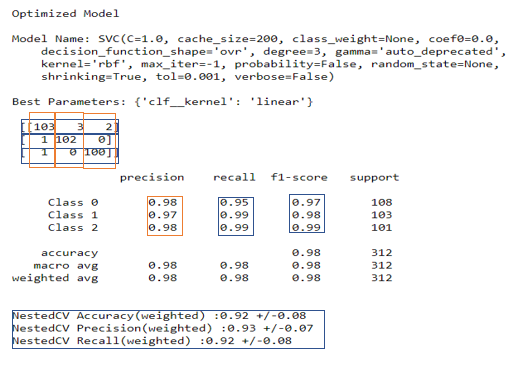 Optimized Model
Model Name: SVC(C=1.0, cache_size=200, class_weight=None, coef0=0.0,
decision_function_shape='ovr', degree=3, gamma='auto_deprecated',
kernel='rbf', max_iter=-1, probability=False, random_state=None,
shrinking=True, tol=0.001, verbose=False)
Best Parameters: {'clf__kernel': 'linear'}
[[103 3 2]
[ 1 102 0]
[ 1 0 100]]
precision recall f1-score support
Class 0 0.98 0.95 0.97 108
Class 1 0.97 0.99 0.98 103
Class 2 0.98 0.99 0.99 101
accuracy 0.98 312
macro avg 0.98 0.98 0.98 312
weighted avg 0.98 0.98 0.98 312
NestedCV Accuracy(weighted) :0.92 +/-0.08
NestedCV Precision(weighted) :0.93 +/-0.07
NestedCV Recall(weighted) :0.92 +/-0.08